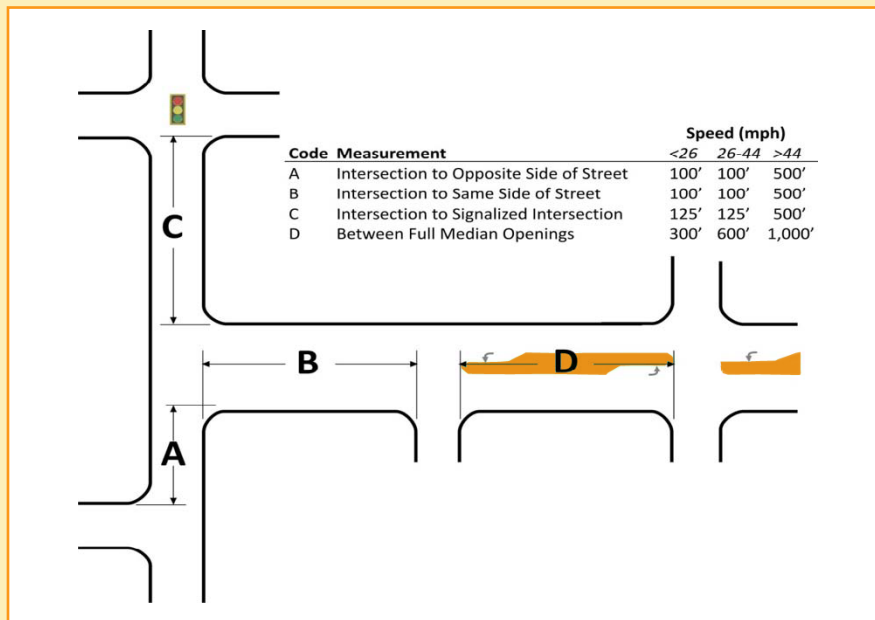 Speed (mph)
Code Measurement <26 26-44 >44
A Intersection to Opposite Side of Street 100’ 100’ 500’
B Intersection to Same Side of Street 100’ 100’ 500’
C Intersection to Signalized Intersection 125’ 125’ 500’
D Between Full Median Openings 300’ 600’ 1,000’
C
B
D
A